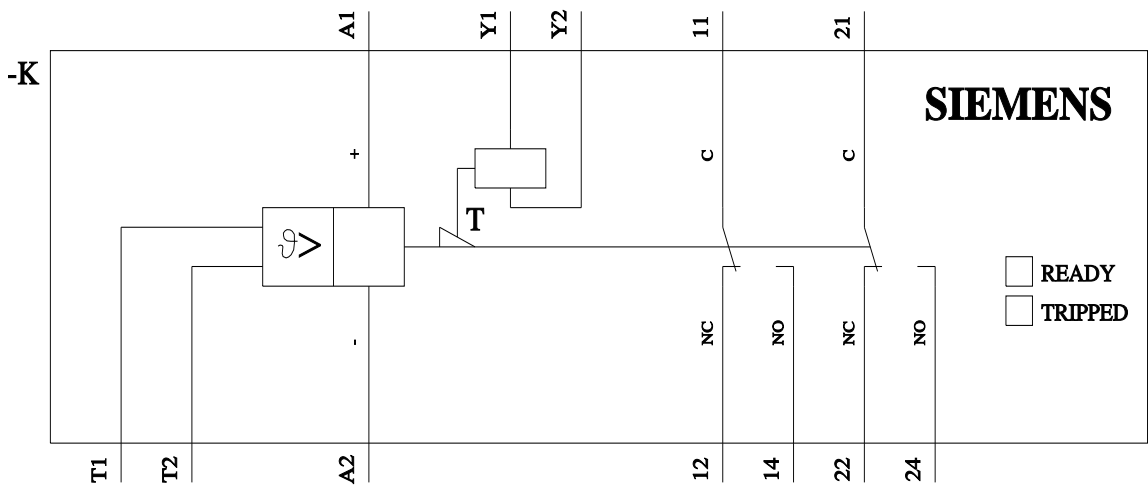 A1
Y1
Y2
11
21
-K
SIEMENS
+
C
C
T
ϑ>
READY
TRIPPED
-
NC
NO
NC
NO
T1
T2
A2
12
14
22
24